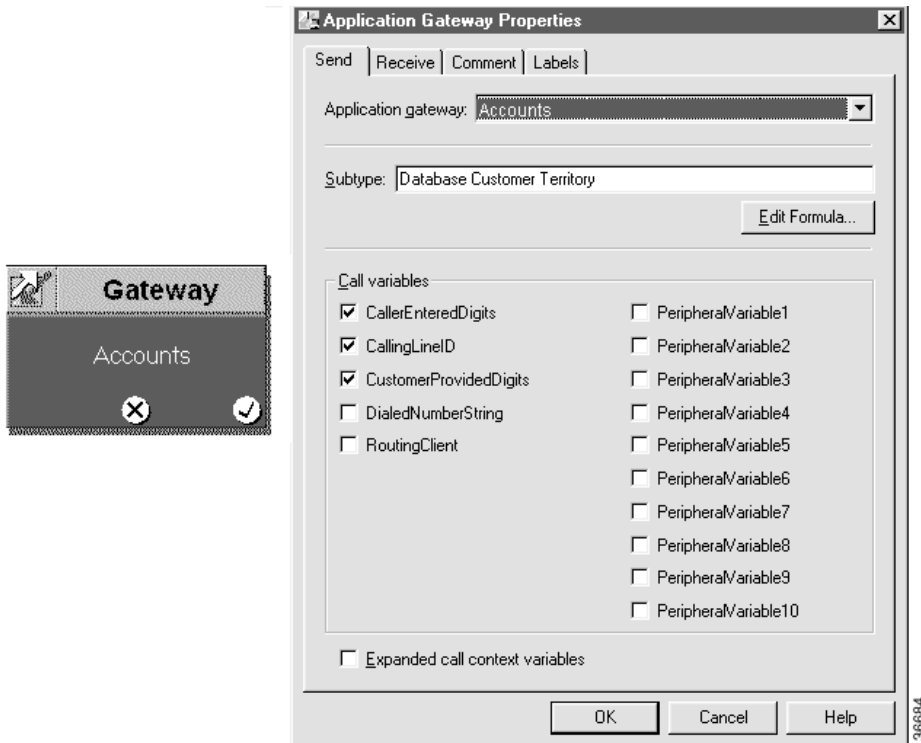 Gateway
Accounts
Application Gateway Properties
Send Receive Comment Labels
Application gateway: Accounts
Subtype: Database Customer Territory
Edit Formula...
Call variables
CallerEnteredDigits PeripheralVariable1
CallingLineID PeripheralVariable2
CustomerProvidedDigits PeripheralVariable3
DialedNumberString PeripheralVariable4
RoutingClient PeripheralVariable5
PeripheralVariable6
PeripheralVariable7
PeripheralVariable8
PeripheralVariable9
PeripheralVariable10
Expanded call context variables
OK Cancel Help